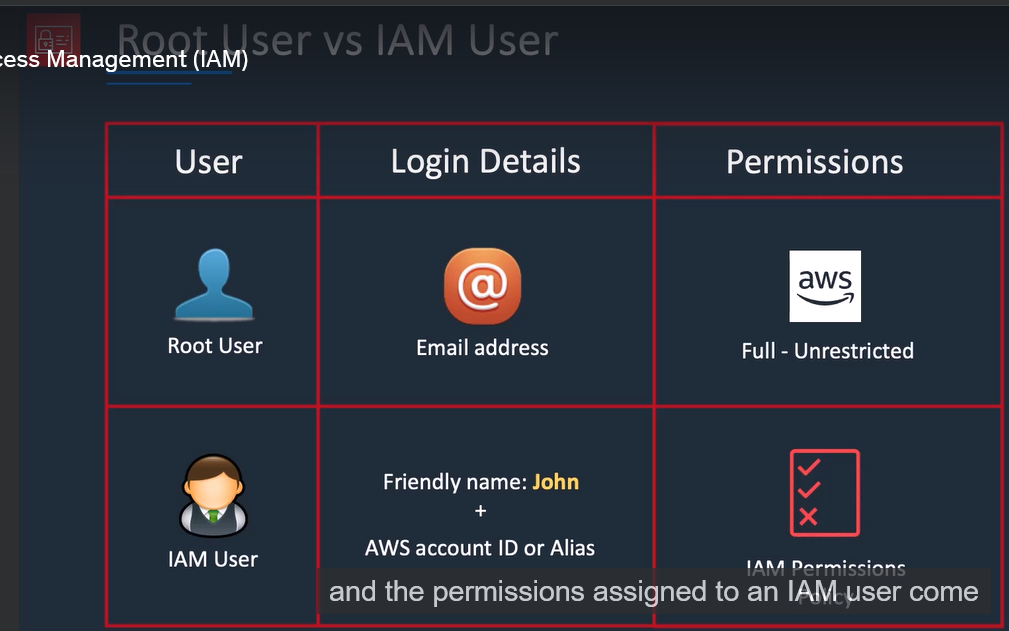 Root User vs IAM User
cess Management (IAM)
User
Login Details
Permissions
@
aws
Root User
Email address
Full - Unrestricted
Friendly name: John
+
AWS account ID or Alias
IAM User
IAM Permissions
Policy
and the permissions assigned to an IAM user come